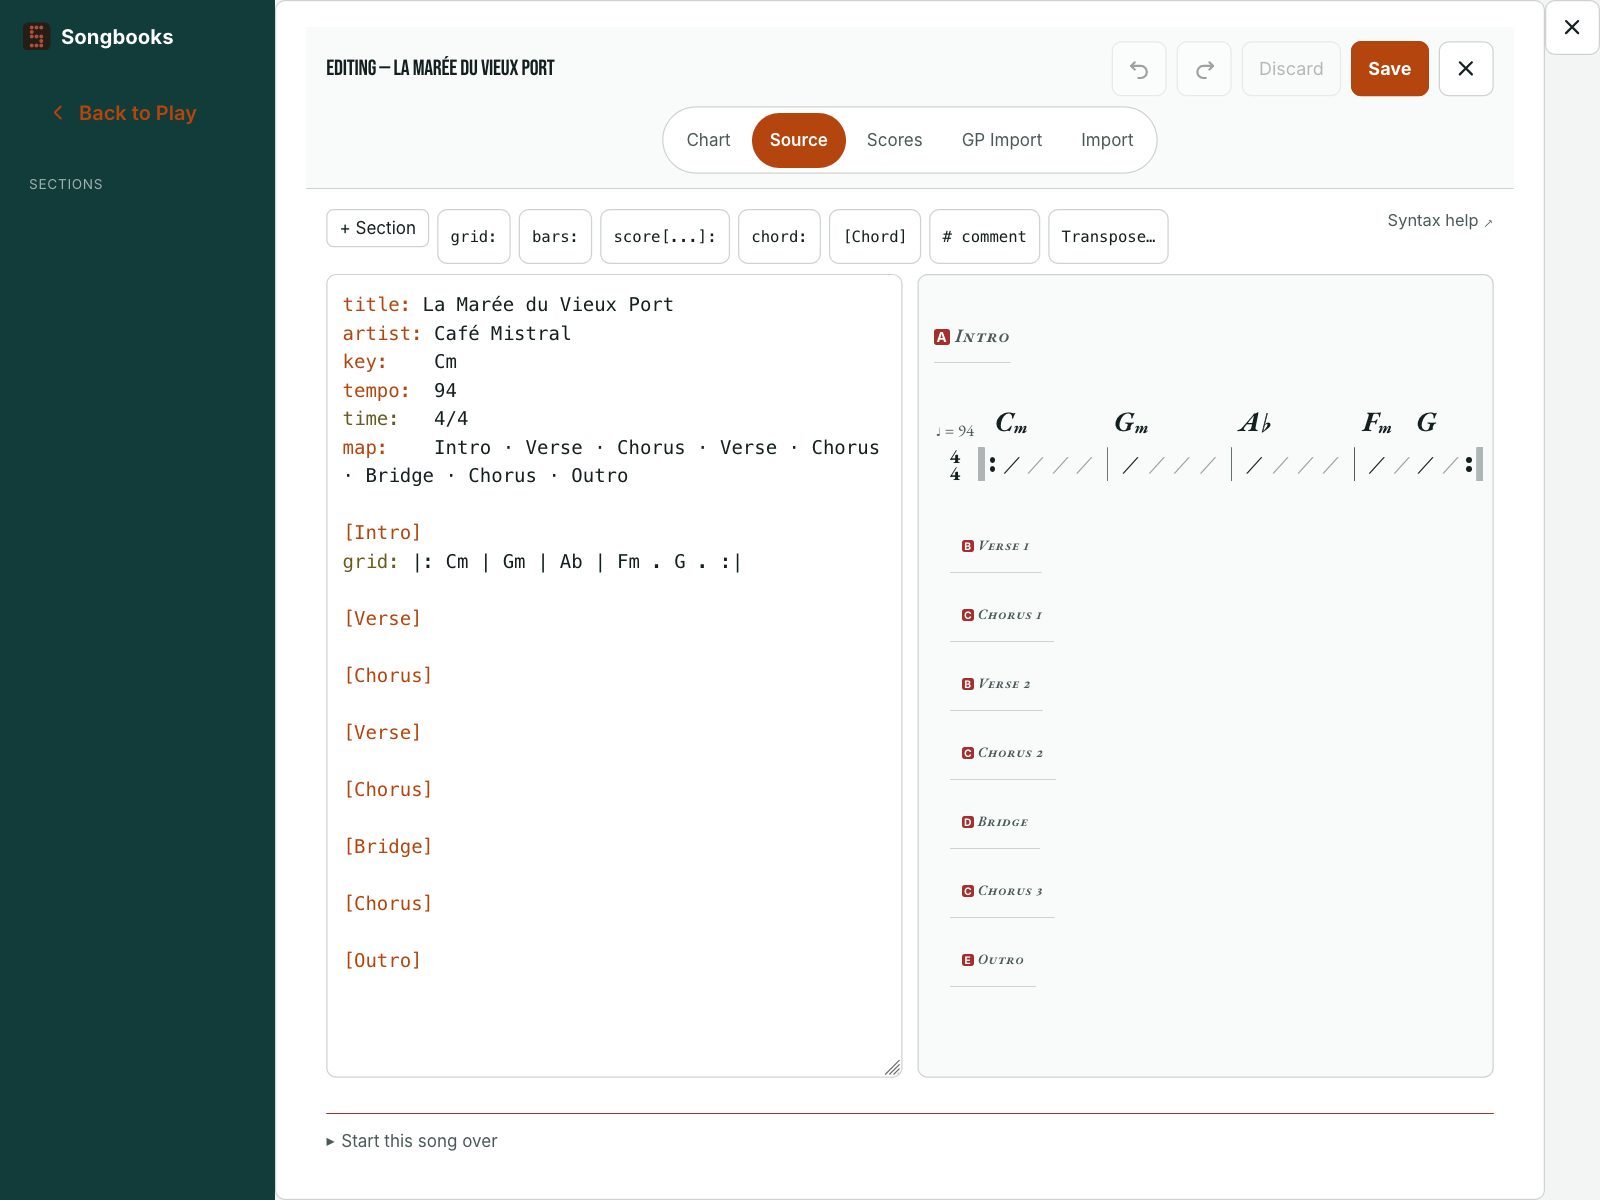 Songbooks
Back to Play
SECTIONS
EDITING — LA MARÉE DU VIEUX PORT
Discard
Save
Chart
Source
Scores
GP Import
Import
+ Section
grid:
bars:
score[...]:
chord:
[Chord]
# comment
Transpose…
Syntax help ↗
title: La Marée du Vieux Port
artist: Café Mistral
key: Cm
tempo: 94
time: 4/4
map: Intro · Verse · Chorus · Verse · Chorus
· Bridge · Chorus · Outro
[Intro]
grid: |: Cm | Gm | Ab | Fm . G . :|
[Verse]
[Chorus]
[Verse]
[Chorus]
[Bridge]
[Chorus]
[Outro]
A Intro
♩ = 94 Cm Gm A♭ Fm G
4
4
B Verse 1
C Chorus 1
B Verse 2
C Chorus 2
D Bridge
C Chorus 3
E Outro
▸ Start this song over